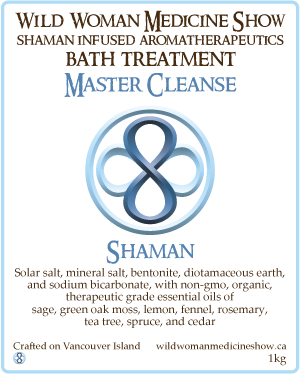 Wild Woman Medicine Show
shaman infused aromatherapeutics
bath treatment
Master Cleanse
Shaman
Solar salt, mineral salt, bentonite, diotamaceous earth,
and sodium bicarbonate, with non-gmo, organic,
therapeutic grade essential oils of
sage, green oak moss, lemon, fennel, rosemary,
tea tree, spruce, and cedar
Crafted on Vancouver Island wildwomanmedicineshow.ca
1kg